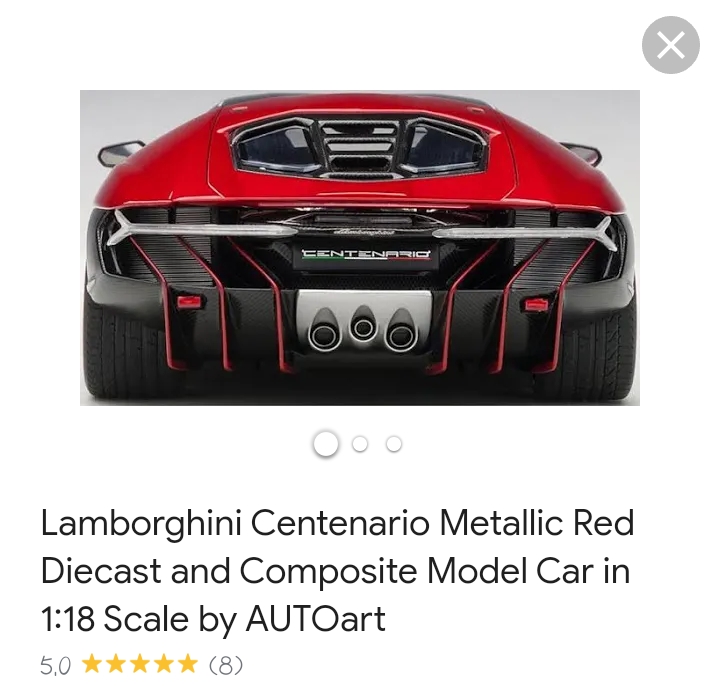 Lamborghini
CENTENARIO
Lamborghini Centenario Metallic Red
Diecast and Composite Model Car in
1:18 Scale by AUTOart
5,0 (8)